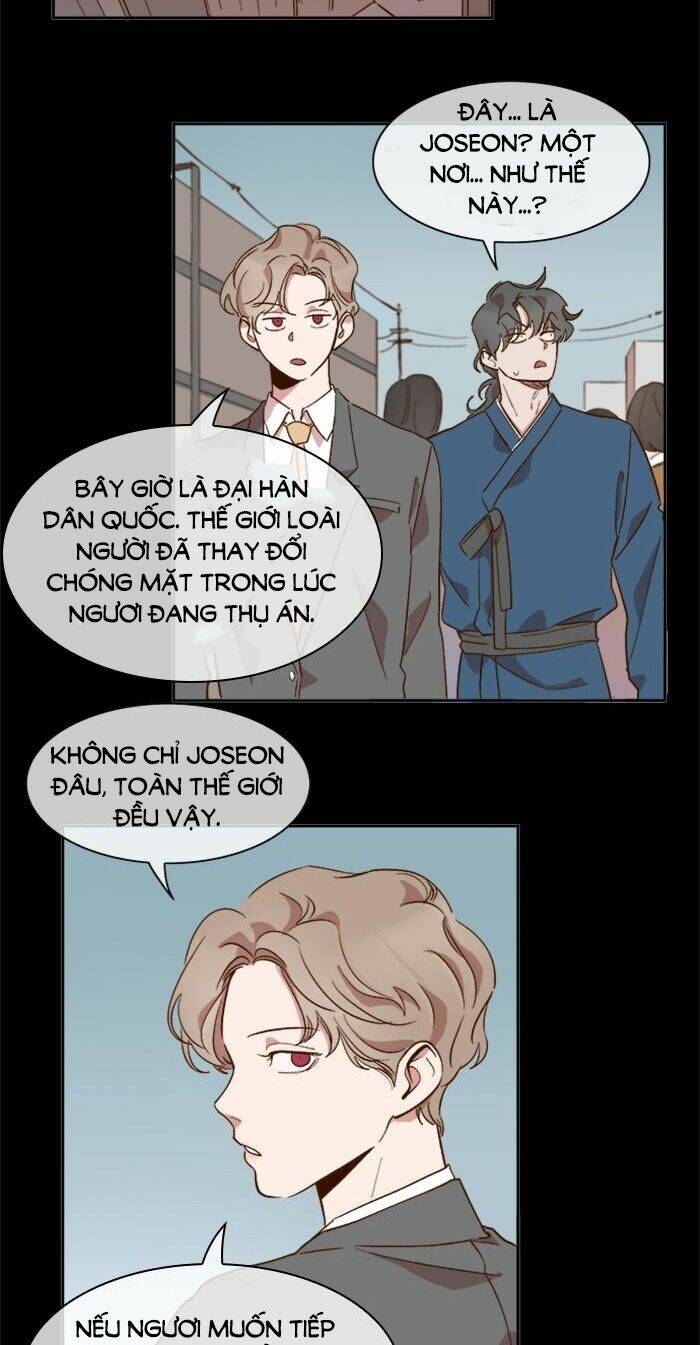 ĐÂY... LÀ
JOSEON? MỘT
NƠI... NHƯ THẾ
NÀY...?
BÂY GIỜ LÀ ĐẠI HÀN
DÂN QUỐC. THẾ GIỚI LOÀI
NGƯỜI ĐÃ THAY ĐỔI
CHÓNG MẶT TRONG LÚC
NGƯƠI ĐANG THỤ ÁN.
KHÔNG CHỈ JOSEON
ĐÂU, TOÀN THẾ GIỚI
ĐỀU VẬY.
NẾU NGƯƠI MUỐN TIẾP